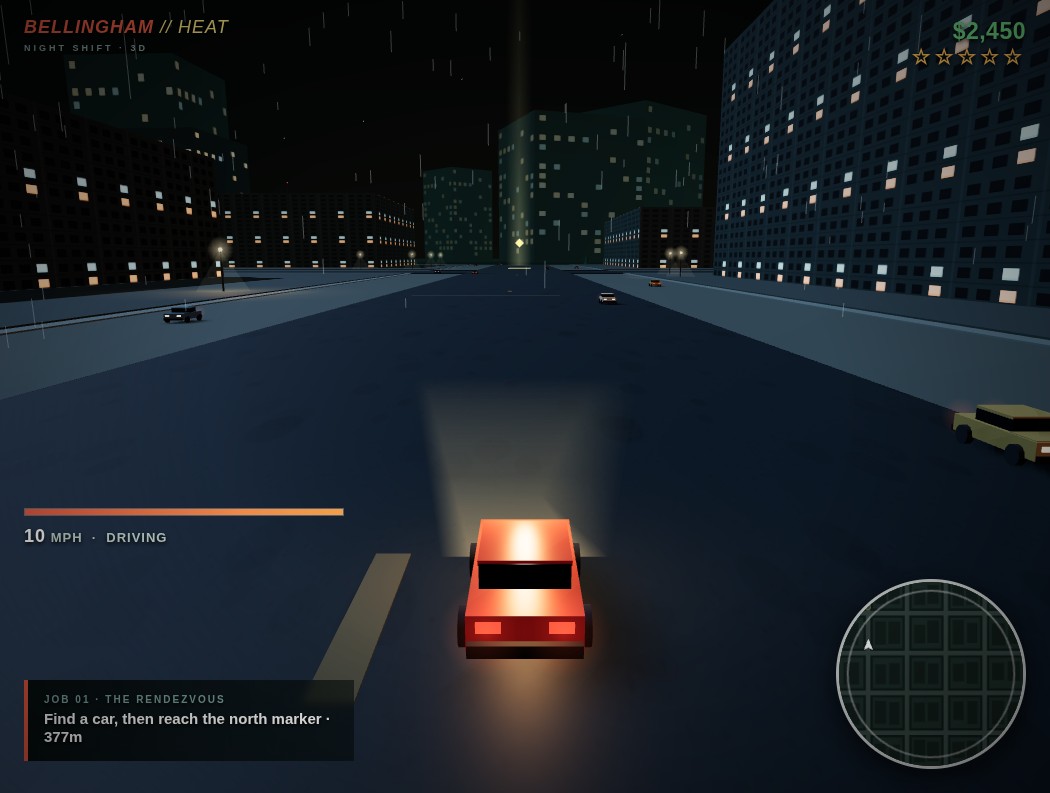 BELLINGHAM // HEAT
NIGHT SHIFT · 3D
$2,450
☆☆☆☆☆
10 MPH · DRIVING
JOB 01 · THE RENDEZVOUS
Find a car, then reach the north marker ·
377m